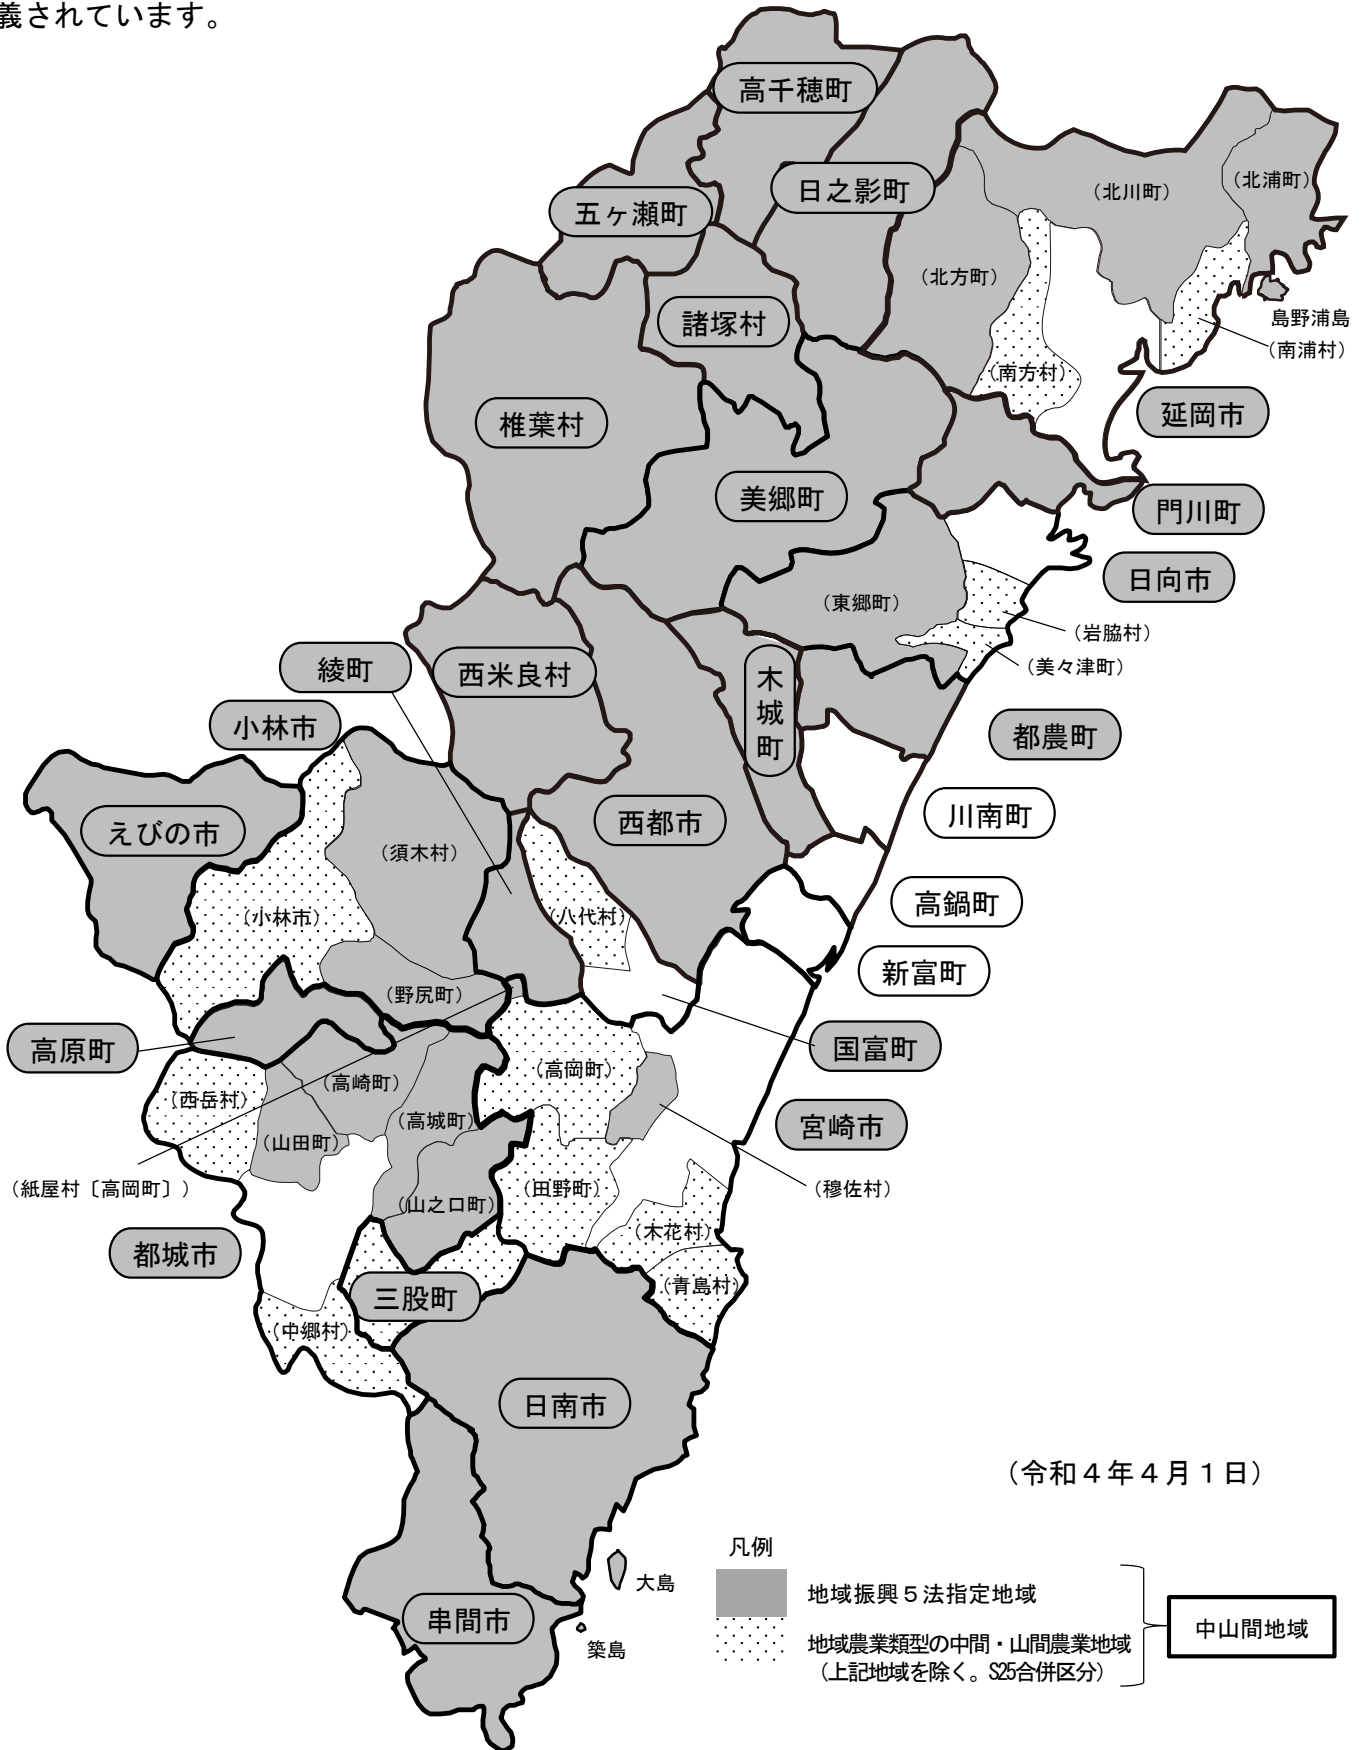 義されています。
高千穂町
日之影町
五ヶ瀬町
(北川町)
(北浦町)
(北方町)
諸塚村
島野浦島
(南浦村)
(南方村)
椎葉村
延岡市
美郷町
門川町
日向市
(東郷町)
(岩脇村)
(美々津町)
綾町
西米良村
木城町
小林市
都農町
えびの市
西都市
川南町
(須木村)
高鍋町
(小林市)
(八代村)
新富町
(野尻町)
高原町
国富町
(高岡町)
(高崎町)
(西岳村)
(高城町)
宮崎市
(山田町)
(紙屋村〔高岡町〕)
(田野町)
(穆佐村)
(山之口町)
(木花村)
都城市
(青島村)
三股町
(中郷村)
日南市
(令和4年4月1日)
凡例
大島
地域振興5法指定地域
串間市
中山間地域
築島
地域農業類型の中間・山間農業地域
(上記地域を除く。S25合併区分)